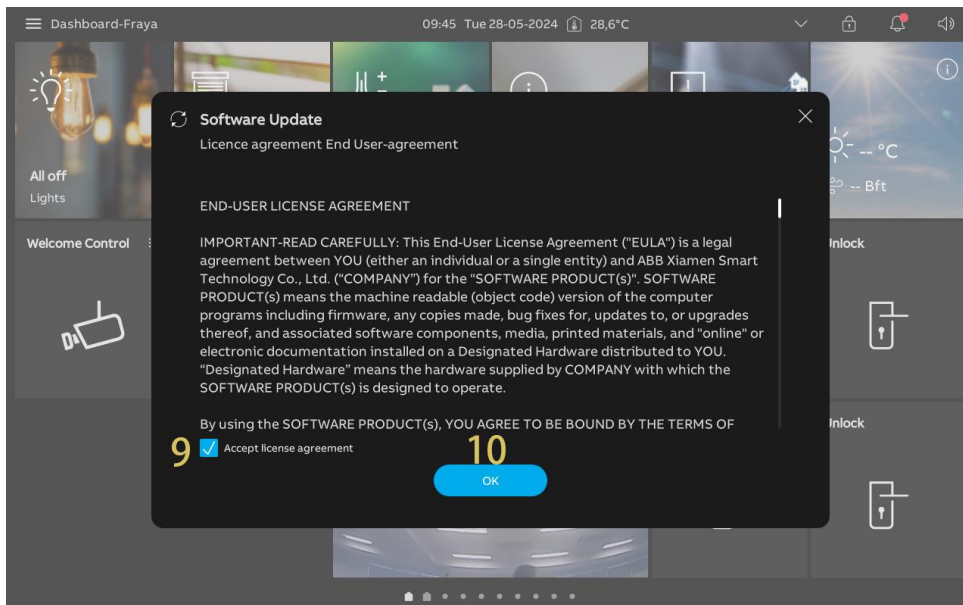 Dashboard-Fraya
09:45 Tue 28-05-2024 28,6°C
Software Update
Licence agreement End User-agreement
END-USER LICENSE AGREEMENT
IMPORTANT-READ CAREFULLY: This End-User License Agreement ("EULA") is a legal
agreement between YOU (either an individual or a single entity) and ABB Xiamen Smart
Technology Co., Ltd. (“COMPANY”) for the "SOFTWARE PRODUCT(s)". SOFTWARE
PRODUCT(s) means the machine readable (object code) version of the computer
programs including firmware, any copies made, bug fixes for, updates to, or upgrades
thereof, and associated software components, media, printed materials, and "online" or
electronic documentation installed on a Designated Hardware distributed to YOU.
“Designated Hardware” means the hardware supplied by COMPANY with which the
SOFTWARE PRODUCT(s) is designed to operate.
By using the SOFTWARE PRODUCT(s), YOU AGREE TO BE BOUND BY THE TERMS OF
9 Accept license agreement
10
OK
All off
Lights
Welcome Control
-- °C
-- Bft
Unlock
Unlock